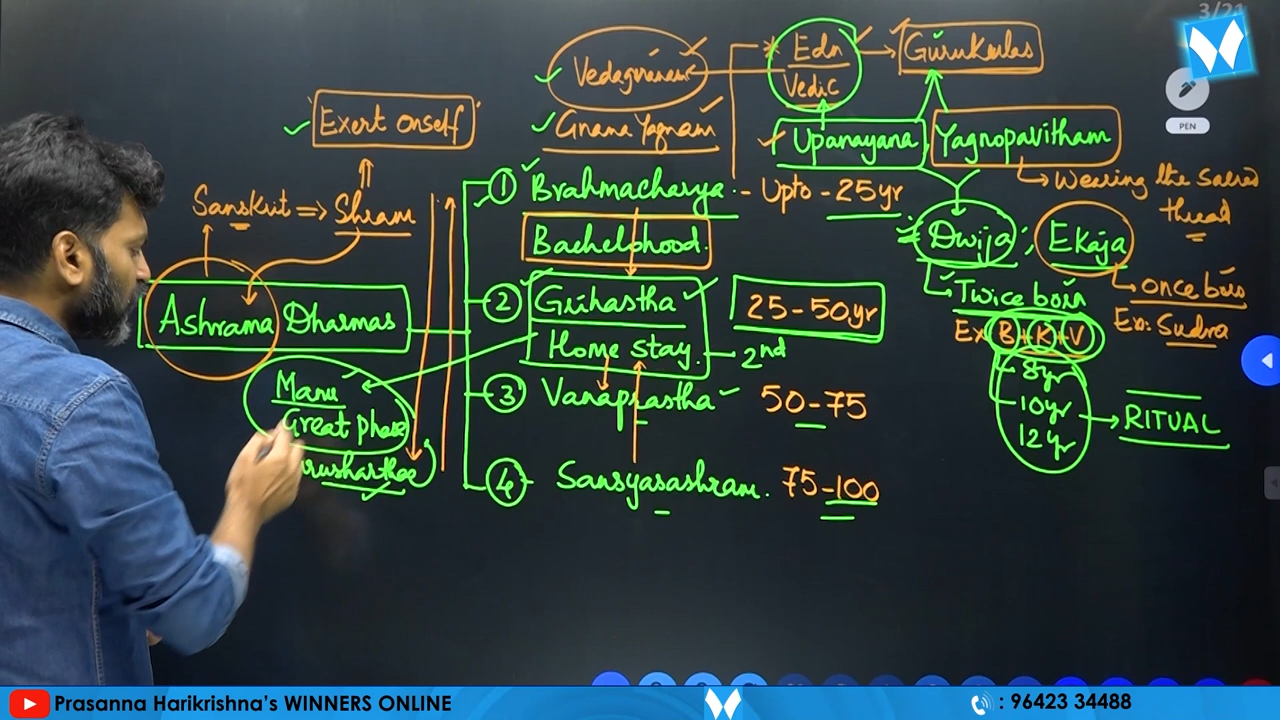 3/21
Edn
Vedic
Gurukulas
Vedagnanam
Gnana Yagnam
Exert Onself
PEN
Upanayana,
Yagnopavitham
Wearing the Sacred
thread
Sanskrit => Shram
① Brahmacharya - Upto - 25yr
Bachelorhood.
Dwija ; Ekaja
Twice born
once born
Ex: B+K+V
Ex: Sudra
Ashrama Dharmas
② Grihastha
25-50yr
Home stay. 2nd
8yr
10yr
12yr
RITUAL
Manu
Great phase
③ Vanaprastha 50-75
④ Sansyasashram. 75-100
Prasanna Harikrishna's WINNERS ONLINE
: 96423 34488